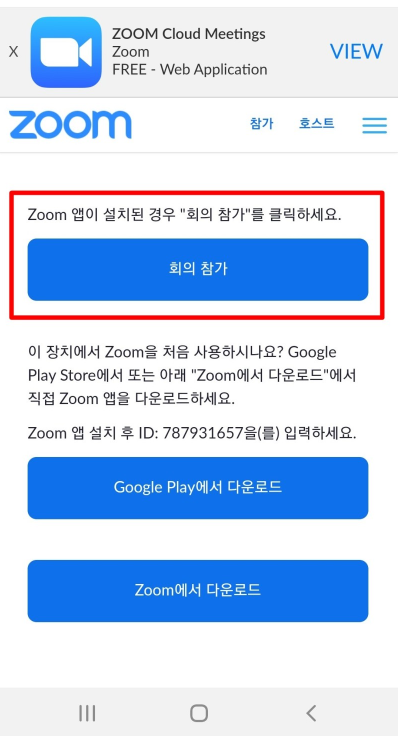 X
ZOOM Cloud Meetings
Zoom
FREE - Web Application
VIEW
zoom
참가
호스트
Zoom 앱이 설치된 경우 "회의 참가"를 클릭하세요.
회의 참가
이 장치에서 Zoom을 처음 사용하시나요? Google
Play Store에서 또는 아래 "Zoom에서 다운로드"에서
직접 Zoom 앱을 다운로드하세요.
Zoom 앱 설치 후 ID: 787931657을(를) 입력하세요.
Google Play에서 다운로드
Zoom에서 다운로드